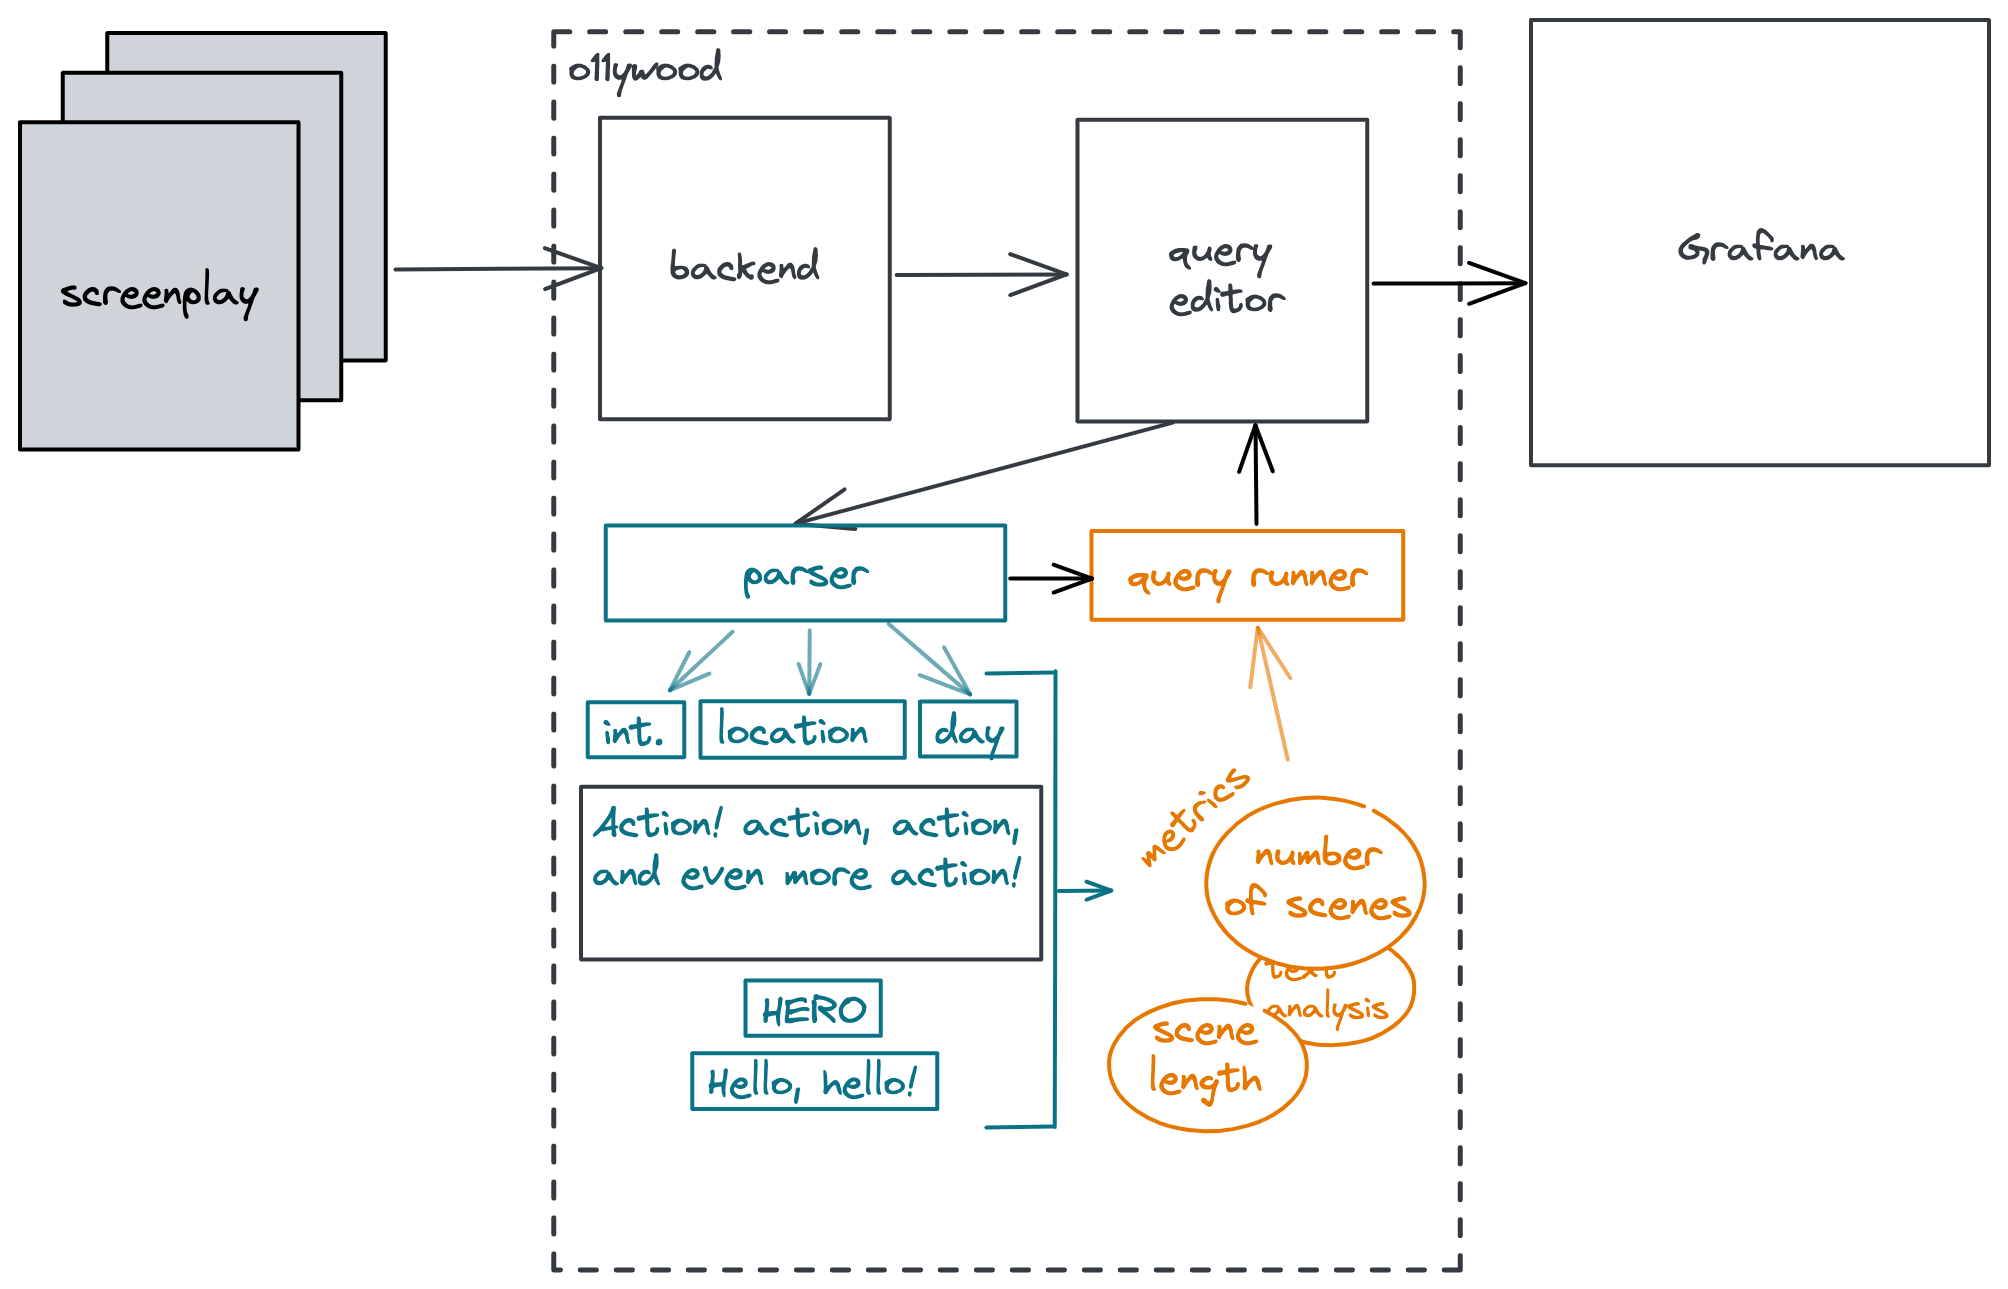 o11ywood
screenplay
backend
query
editor
Grafana
parser
query runner
int.
location
day
Action! action, action,
and even more action!
HERO
Hello, hello!
metrics
number
of scenes
text
analysis
scene
length